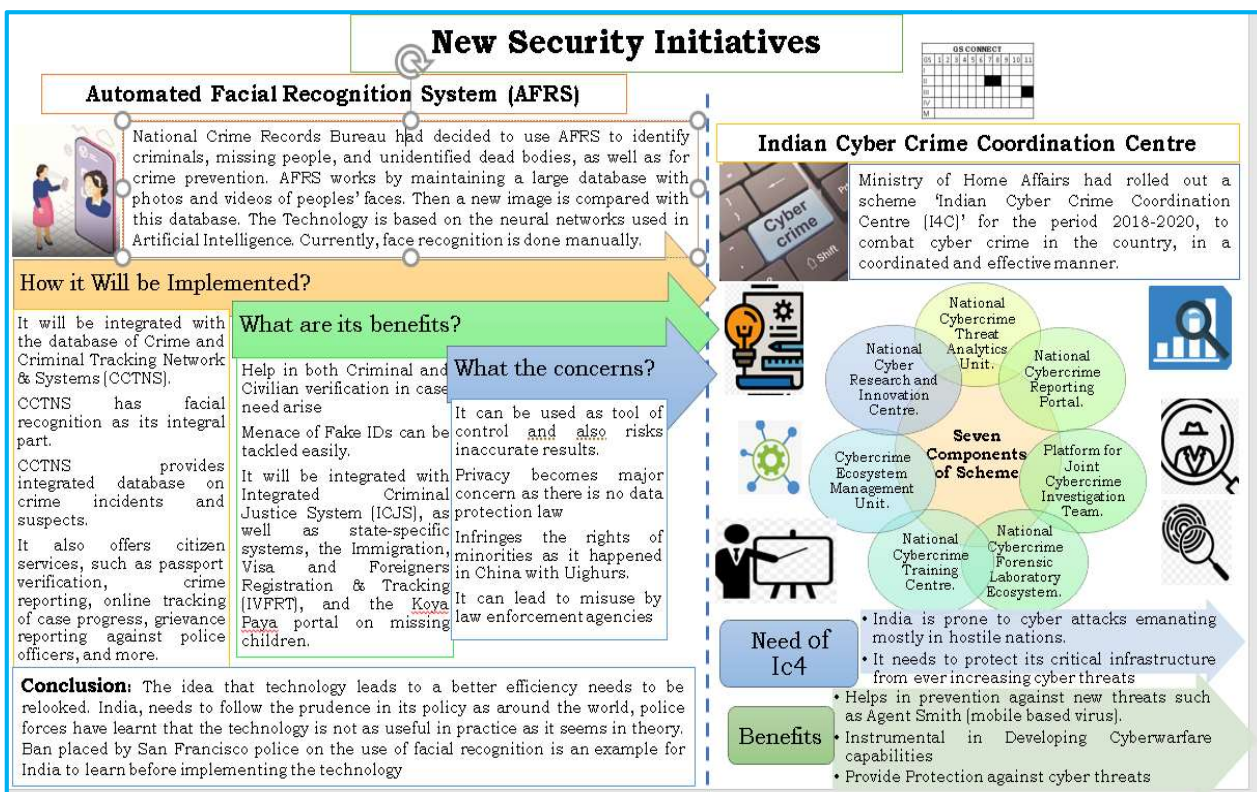 New Security Initiatives
GS CONNECT
GS 1 2 3 4 5 6 7 8 9 10 11
I
II
III
IV
M
Automated Facial Recognition System (AFRS)
National Crime Records Bureau had decided to use AFRS to identify
criminals, missing people, and unidentified dead bodies, as well as for
crime prevention. AFRS works by maintaining a large database with
photos and videos of peoples' faces. Then a new image is compared with
this database. The Technology is based on the neural networks used in
Artificial Intelligence. Currently, face recognition is done manually.
How it Will be Implemented?
It will be integrated with
the database of Crime and
Criminal Tracking Network
& Systems (CCTNS).
CCTNS has facial
recognition as its integral
part.
CCTNS provides
integrated database on
crime incidents and
suspects.
It also offers citizen
services, such as passport
verification, crime
reporting, online tracking
of case progress, grievance
reporting against police
officers, and more.
What are its benefits?
Help in both Criminal and
Civilian verification in case
need arise
Menace of Fake IDs can be
tackled easily.
It will be integrated with
Integrated Criminal
Justice System (ICJS), as
well as state-specific
systems, the Immigration,
Visa and Foreigners
Registration & Tracking
(IVFRT), and the Koya
Paya portal on missing
children.
What the concerns?
It can be used as tool of
control and also risks
inaccurate results.
Privacy becomes major
concern as there is no data
protection law
Infringes the rights of
minorities as it happened
in China with Uighurs.
It can lead to misuse by
law enforcement agencies
Conclusion: The idea that technology leads to a better efficiency needs to be
relooked. India, needs to follow the prudence in its policy as around the world, police
forces have learnt that the technology is not as useful in practice as it seems in theory.
Ban placed by San Francisco police on the use of facial recognition is an example for
India to learn before implementing the technology
Indian Cyber Crime Coordination Centre
Cyber
crime
Shift
Ministry of Home Affairs had rolled out a
scheme 'Indian Cyber Crime Coordination
Centre (I4C)' for the period 2018-2020, to
combat cyber crime in the country, in a
coordinated and effective manner.
National
Cybercrime
Threat
Analytics
Unit.
National
Cybercrime
Reporting
Portal.
Platform for
Joint
Cybercrime
Investigation
Team.
National
Cybercrime
Forensic
Laboratory
Ecosystem.
National
Cybercrime
Training
Centre.
Cybercrime
Ecosystem
Management
Unit.
National
Cyber
Research and
Innovation
Centre.
Seven
Components
of Scheme
Need of
Ic4
• India is prone to cyber attacks emanating
mostly in hostile nations.
• It needs to protect its critical infrastructure
from ever increasing cyber threats
Benefits
• Helps in prevention against new threats such
as Agent Smith (mobile based virus).
• Instrumental in Developing Cyberwarfare
capabilities
• Provide Protection against cyber threats